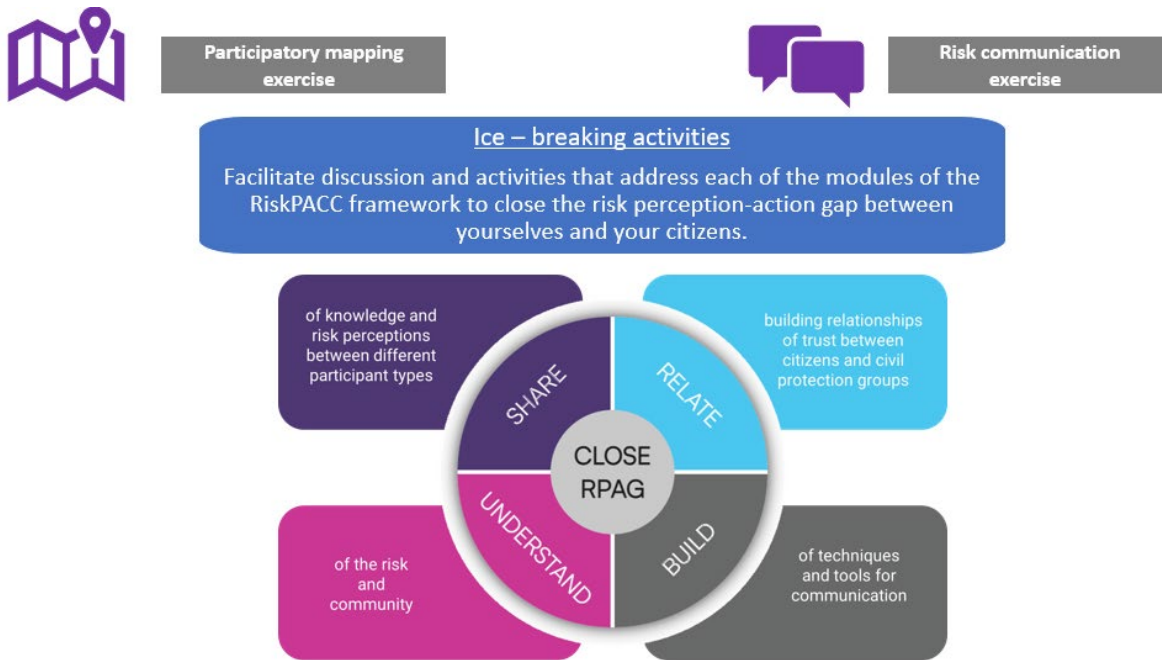 Participatory mapping
exercise
Risk communication
exercise
Ice – breaking activities
Facilitate discussion and activities that address each of the modules of the
RiskPACC framework to close the risk perception-action gap between
yourselves and your citizens.
of knowledge and
risk perceptions
between different
participant types
building relationships
of trust between
citizens and civil
protection groups
SHARE
RELATE
CLOSE
RPAG
UNDERSTAND
BUILD
of the risk
and
community
of techniques
and tools for
communication